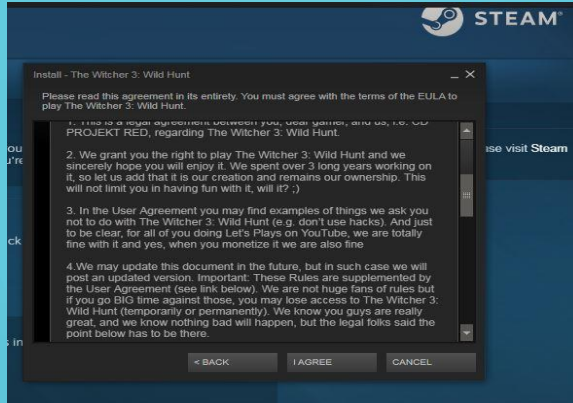 STEAM®
Install - The Witcher 3: Wild Hunt
Please read this agreement in its entirety. You must agree with the terms of the EULA to
play The Witcher 3: Wild Hunt.
1. This is a legal agreement between you, dear gamer, and us, i.e. CD
PROJEKT RED, regarding The Witcher 3: Wild Hunt.
2. We grant you the right to play The Witcher 3: Wild Hunt and we
sincerely hope you will enjoy it. We spent over 3 long years working on
it, so let us add that it is our creation and remains our ownership. This
will not limit you in having fun with it, will it? ;)
3. In the User Agreement you may find examples of things we ask you
not to do with The Witcher 3: Wild Hunt (e.g. don't use hacks). And just
to be clear, for all of you doing Let's Plays on YouTube, we are totally
fine with it and yes, when you monetize it we are also fine
4.We may update this document in the future, but in such case we will
post an updated version. Important: These Rules are supplemented by
the User Agreement (see link below). We are not huge fans of rules but
if you go BIG time against those, you may lose access to The Witcher 3:
Wild Hunt (temporarily or permanently). We know you guys are really
great, and we know nothing bad will happen, but the legal folks said the
point below has to be there.
< BACK
I AGREE
CANCEL
visit Steam